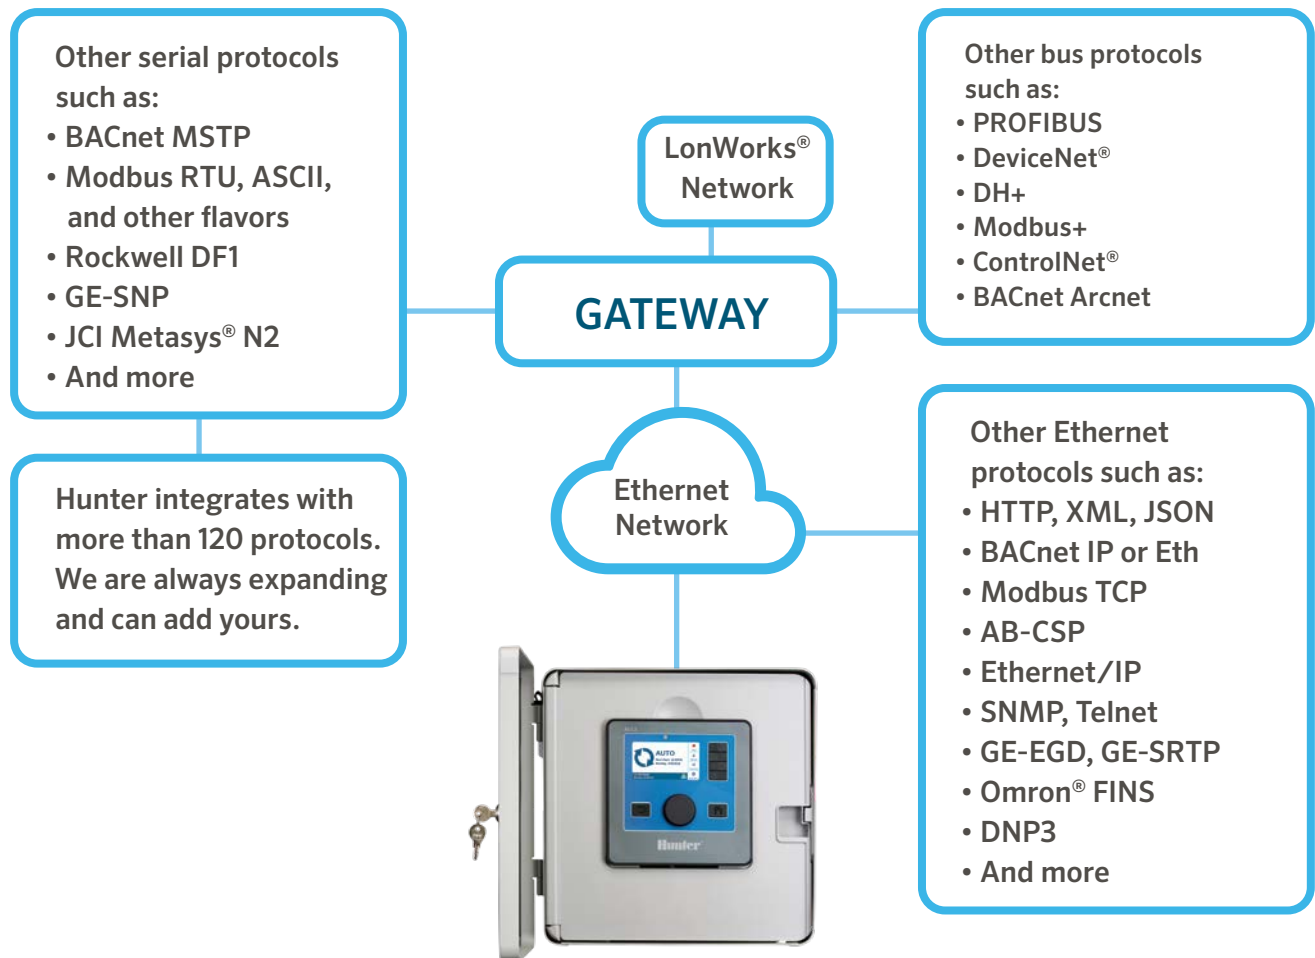 Other serial protocols
such as:
• BACnet MSTP
• Modbus RTU, ASCII,
and other flavors
• Rockwell DF1
• GE-SNP
• JCI Metasys® N2
• And more
Hunter integrates with
more than 120 protocols.
We are always expanding
and can add yours.
LonWorks®
Network
GATEWAY
Ethernet
Network
Other bus protocols
such as:
• PROFIBUS
• DeviceNet®
• DH+
• Modbus+
• ControlNet®
• BACnet Arcnet
Other Ethernet
protocols such as:
• HTTP, XML, JSON
• BACnet IP or Eth
• Modbus TCP
• AB-CSP
• Ethernet/IP
• SNMP, Telnet
• GE-EGD, GE-SRTP
• Omron® FINS
• DNP3
• And more
AUTO
Hunter